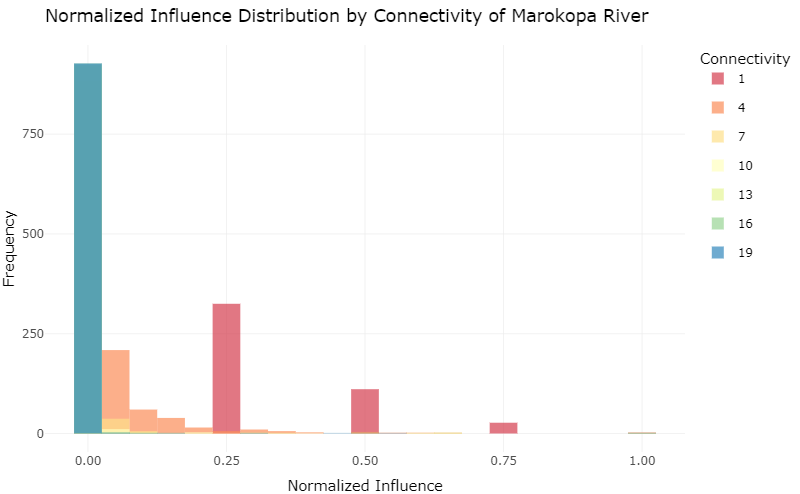 Normalized Influence Distribution by Connectivity of Marokopa River
Connectivity
1
4
7
10
13
16
19
Frequency
750
500
250
0
0.00 0.25 0.50 0.75 1.00
Normalized Influence